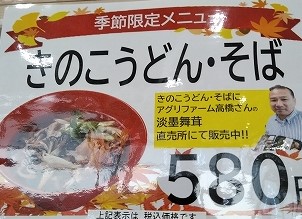 季節限定メニュー
きのこうどん・そば
きのこうどん・そばに
アグリファーム高橋さんの
淡墨舞茸
直売所にて販売中!!
580円
上記表示は 税込価格です